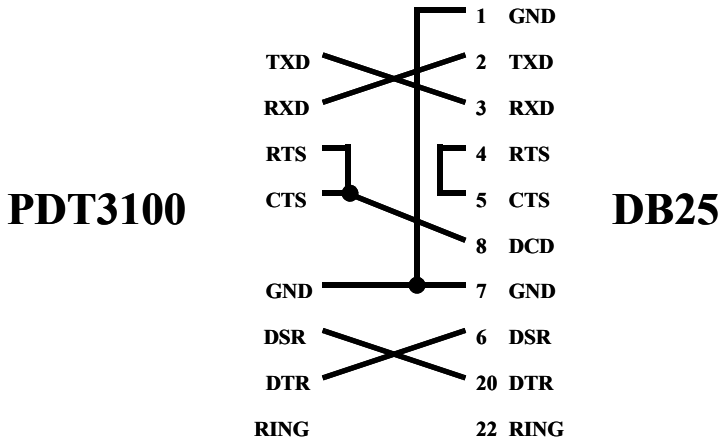 1 GND
TXD 2 TXD
RXD 3 RXD
RTS 4 RTS
PDT3100 CTS 5 CTS DB25
8 DCD
GND 7 GND
DSR 6 DSR
DTR 20 DTR
RING 22 RING